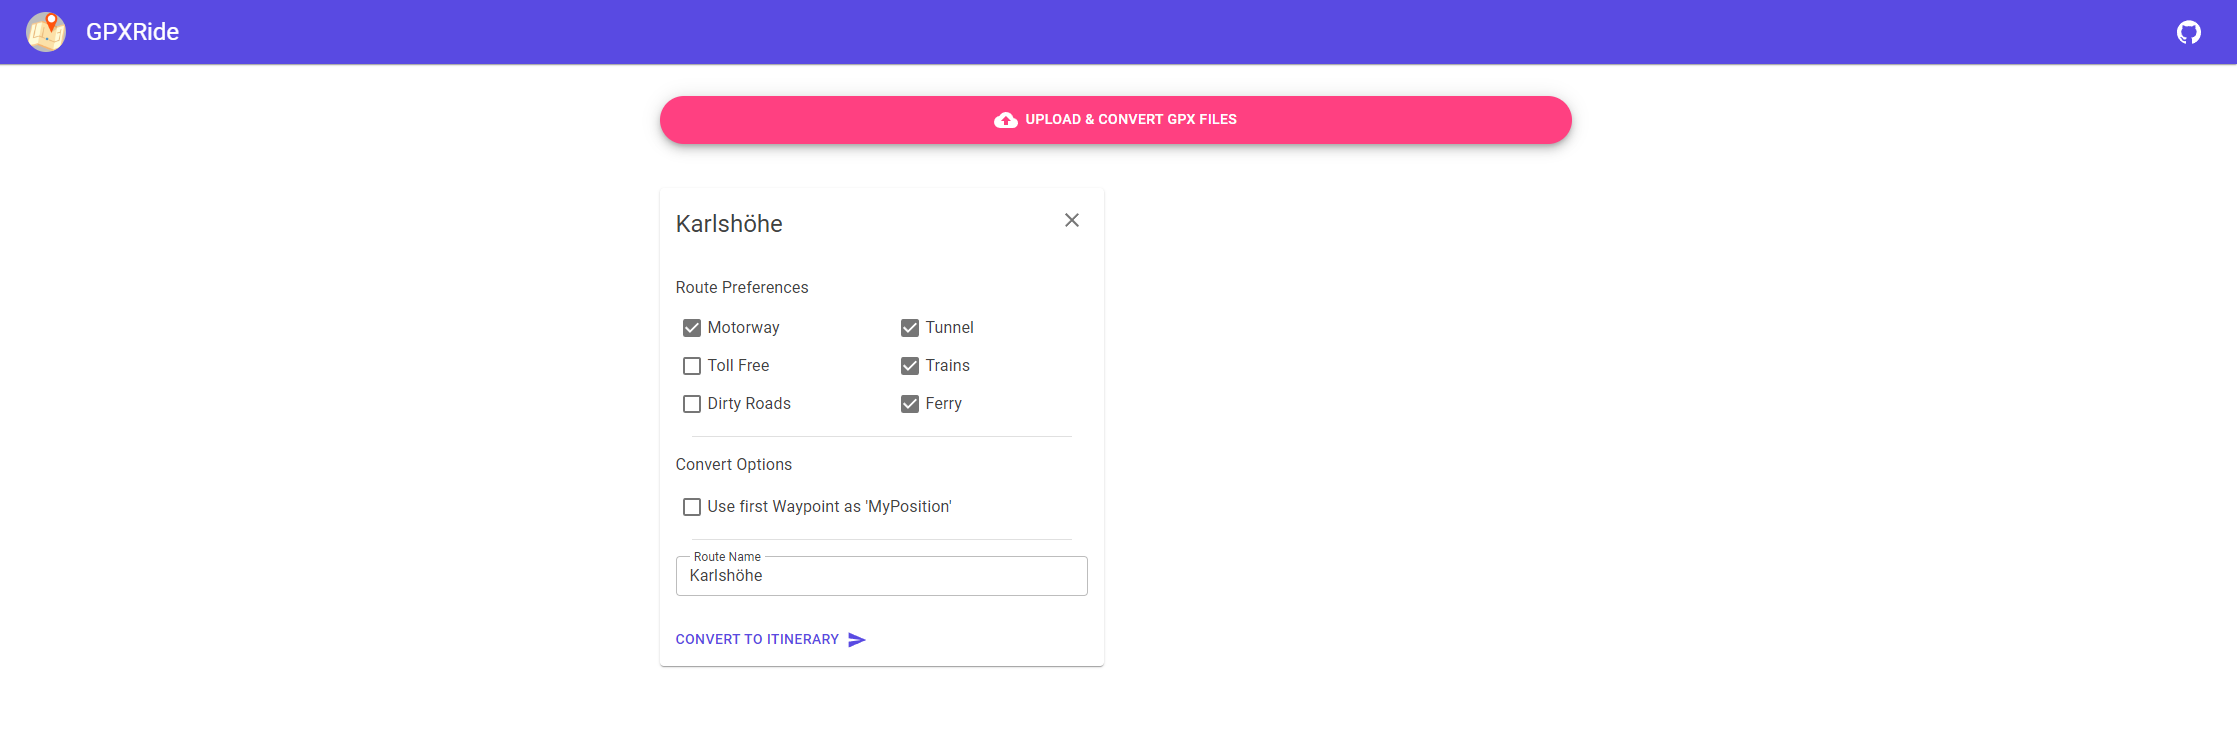 GPXRide
UPLOAD & CONVERT GPX FILES
Karlshöhe
Route Preferences
Motorway
Tunnel
Toll Free
Trains
Dirty Roads
Ferry
Convert Options
Use first Waypoint as 'MyPosition'
Route Name
Karlshöhe
CONVERT TO ITINERARY